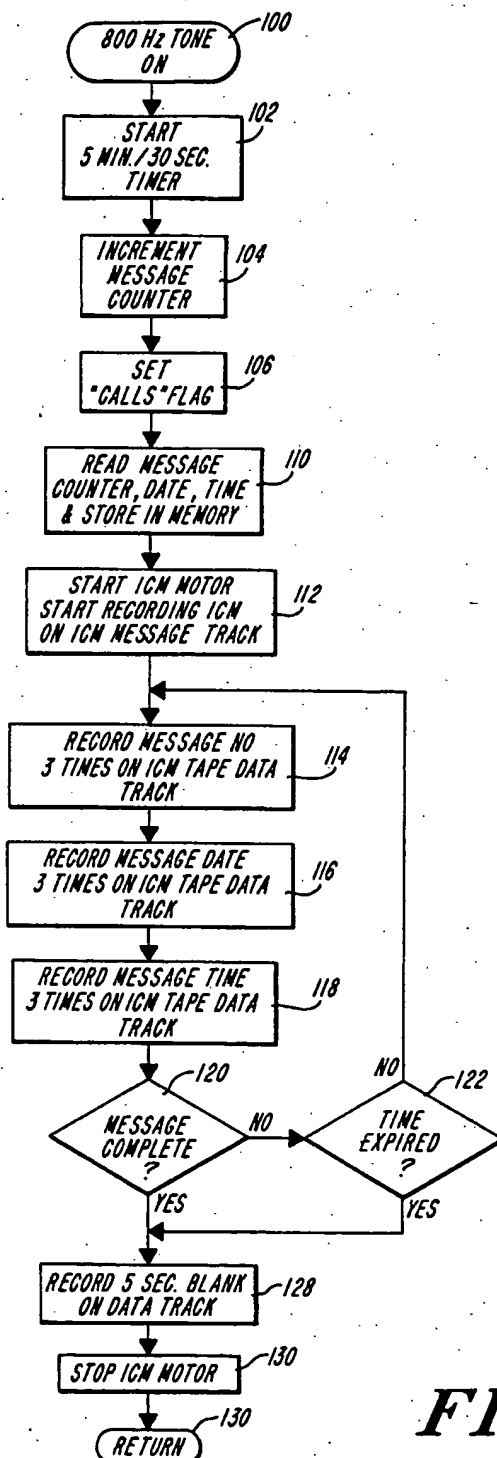 800 Hz TONE
ON
100
START
5 MIN./30 SEC.
TIMER
102
INCREMENT
MESSAGE
COUNTER
104
SET
"CALLS" FLAG
106
READ MESSAGE
COUNTER, DATE, TIME
& STORE IN MEMORY
110
START ICM MOTOR
START RECORDING ICM
ON ICM MESSAGE TRACK
112
RECORD MESSAGE NO
3 TIMES ON ICM TAPE DATA
TRACK
114
RECORD MESSAGE DATE
3 TIMES ON ICM TAPE DATA
TRACK
116
RECORD MESSAGE TIME
3 TIMES ON ICM TAPE DATA
TRACK
118
120
MESSAGE
COMPLETE
?
NO
YES
122
NO
TIME
EXPIRED
?
YES
RECORD 5 SEC. BLANK
ON DATA TRACK
128
STOP ICM MOTOR
130
RETURN
130